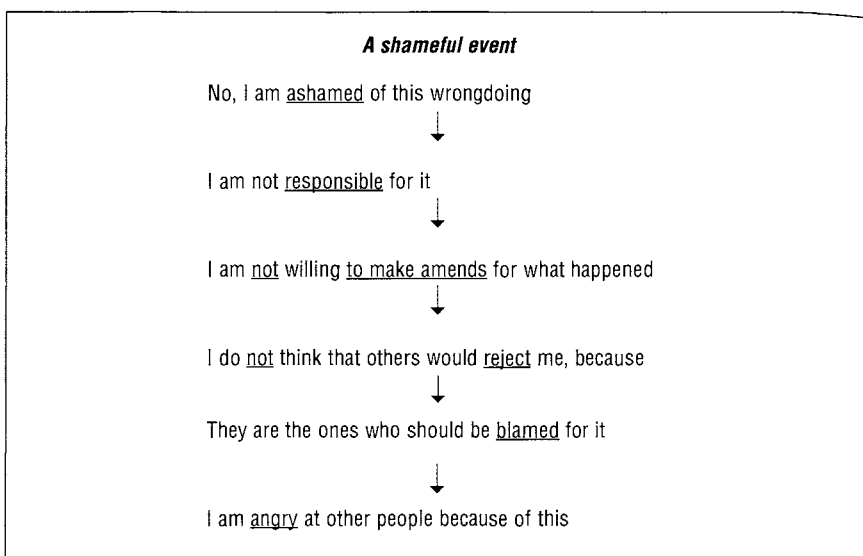 A shameful event
No, I am ashamed of this wrongdoing
I am not responsible for it
I am not willing to make amends for what happened
I do not think that others would reject me, because
They are the ones who should be blamed for it
I am angry at other people because of this